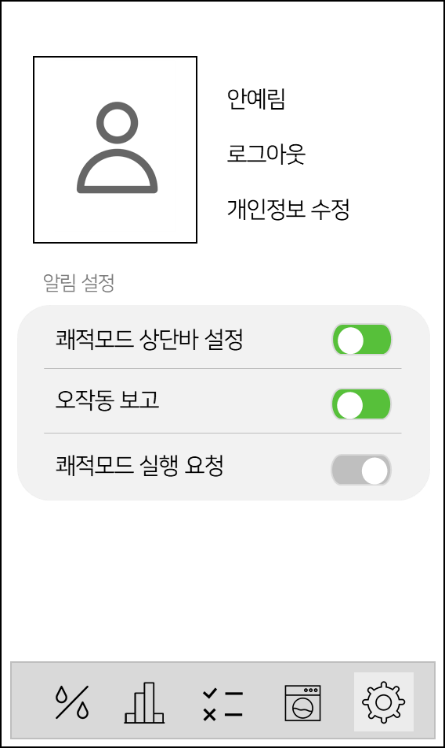 안예림
로그아웃
개인정보 수정
알림 설정
쾌적모드 상단바 설정
오작동 보고
쾌적모드 실행 요청